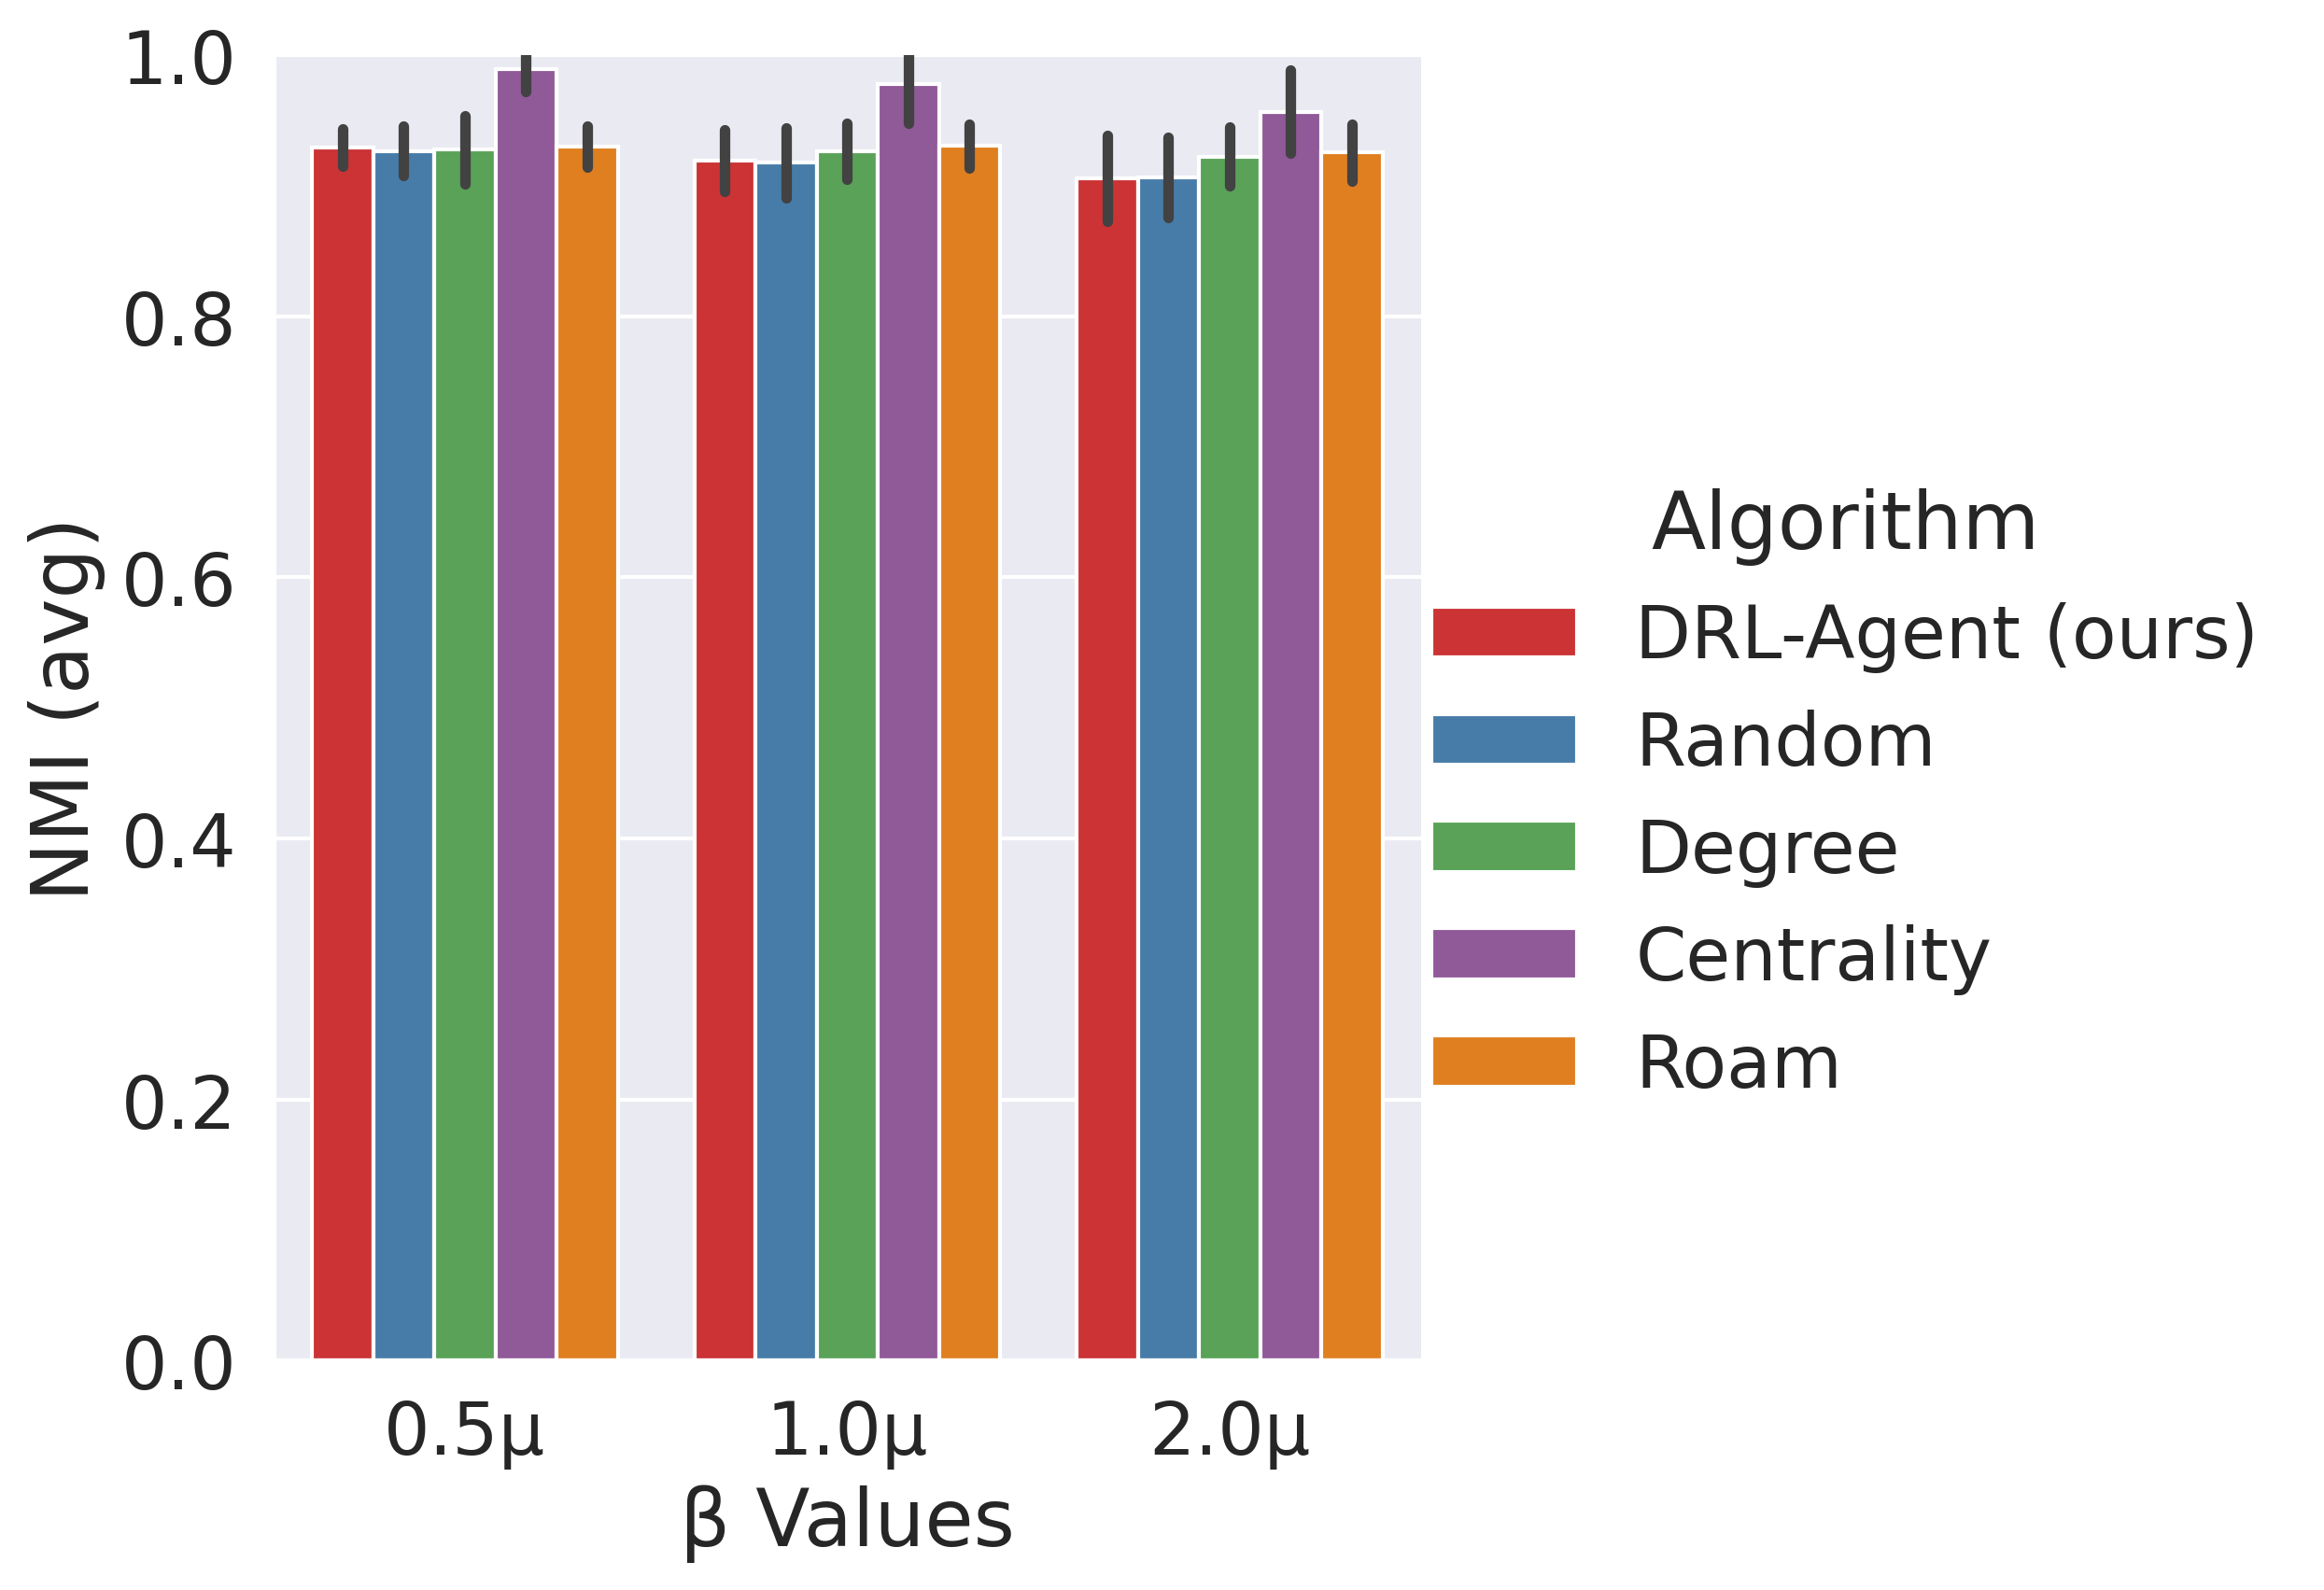 NMI (avg)
1.0
0.8
0.6
0.4
0.2
0.0
0.5μ 1.0μ 2.0μ
β Values
Algorithm
DRL-Agent (ours)
Random
Degree
Centrality
Roam